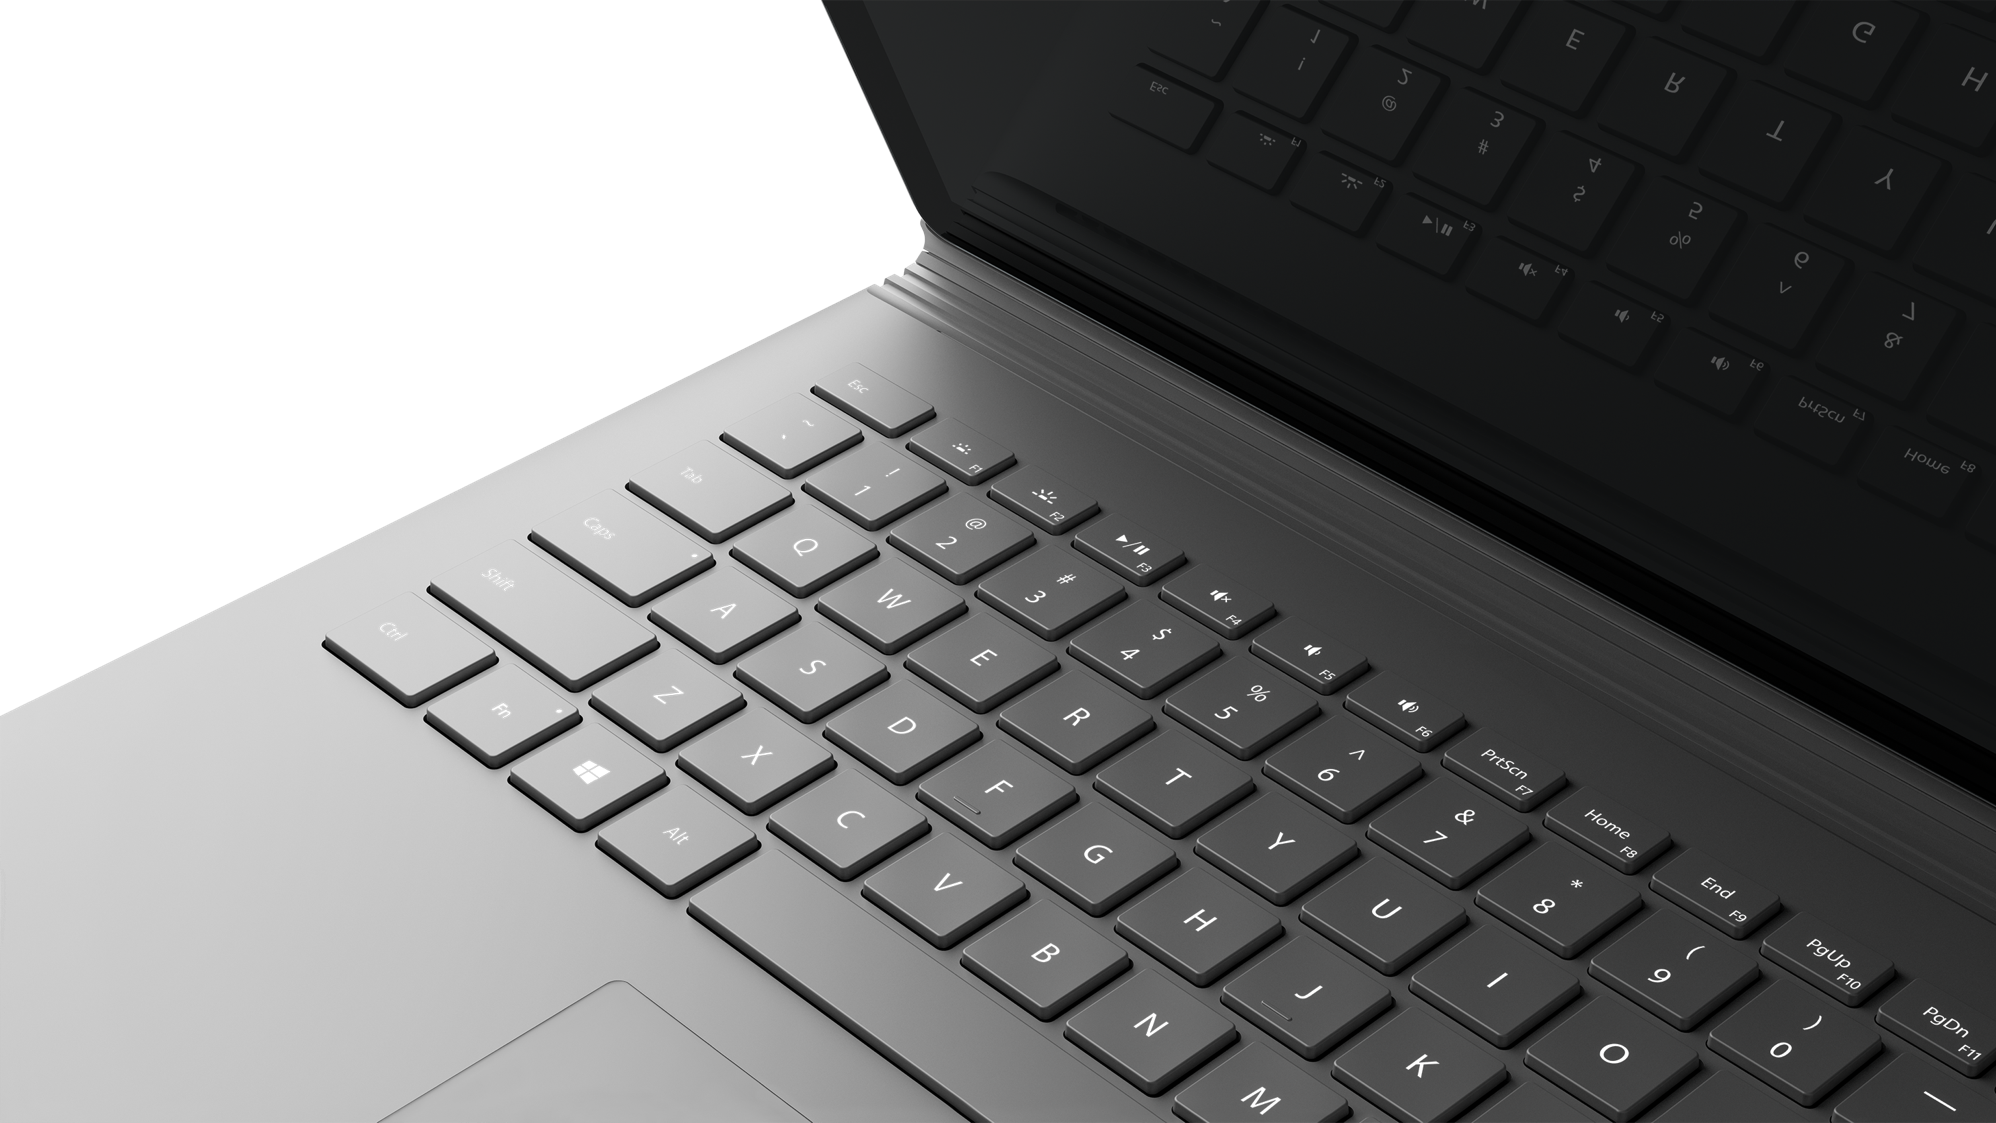 Esc F1 F2 F3 F4 F5 F6 PrtScn F7 Home F8 End F9 PgUp F10 PgDn F11
~ ` ! 1 @ 2 # 3 $ 4 % 5 ^ 6 & 7 * 8 ( 9 ) 0 —
Tab Q W E R T Y U I O
Caps A S D F G H J K
Shift Z X C V B N M
Ctrl Fn Alt